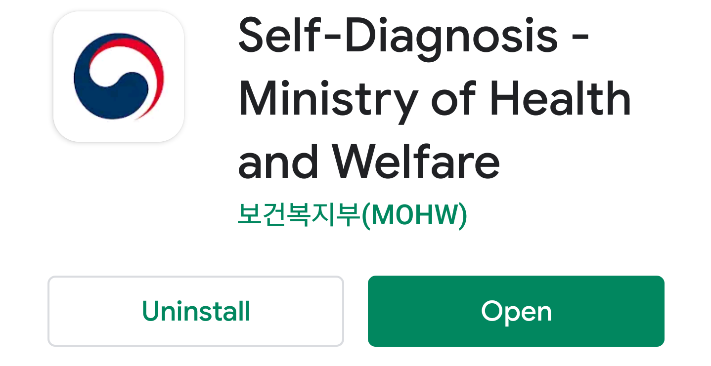 Self-Diagnosis -
Ministry of Health
and Welfare
보건복지부(MOHW)
Uninstall
Open